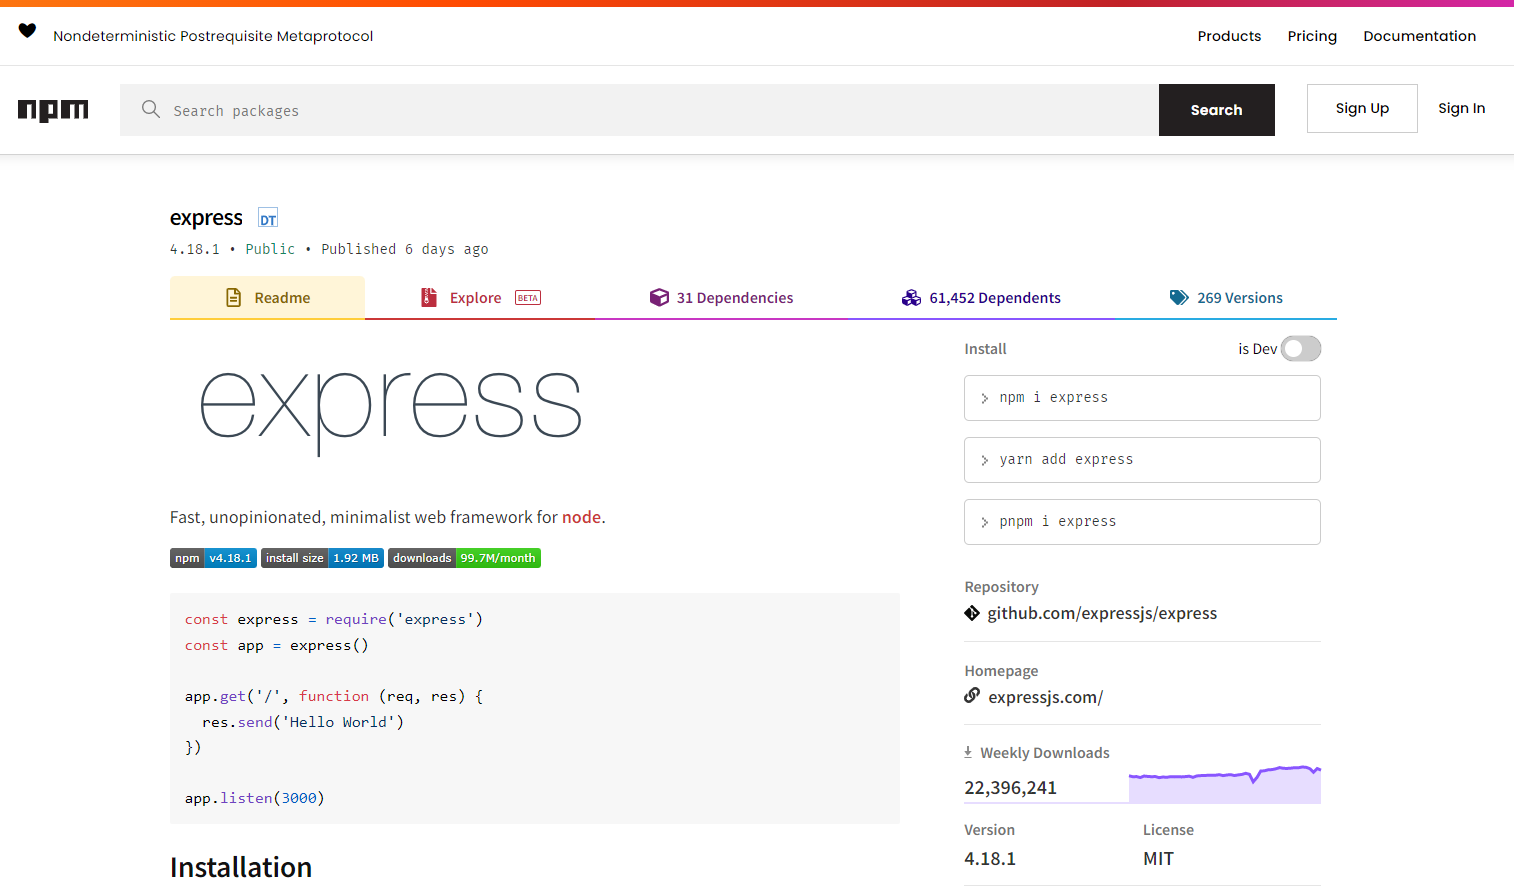 Nondeterministic Postrequisite Metaprotocol
Products
Pricing
Documentation
npm
Search packages
Search
Sign Up
Sign In
express
DT
4.18.1 • Public • Published 6 days ago
Readme
Explore BETA
31 Dependencies
61,452 Dependents
269 Versions
express
Fast, unopinionated, minimalist web framework for node.
npm v4.18.1
install size 1.92 MB
downloads 99.7M/month
const express = require('express')
const app = express()
app.get('/', function (req, res) {
  res.send('Hello World')
})
app.listen(3000)
Installation
Install
is Dev
> npm i express
> yarn add express
> pnpm i express
Repository
github.com/expressjs/express
Homepage
expressjs.com/
Weekly Downloads
22,396,241
Version
4.18.1
License
MIT